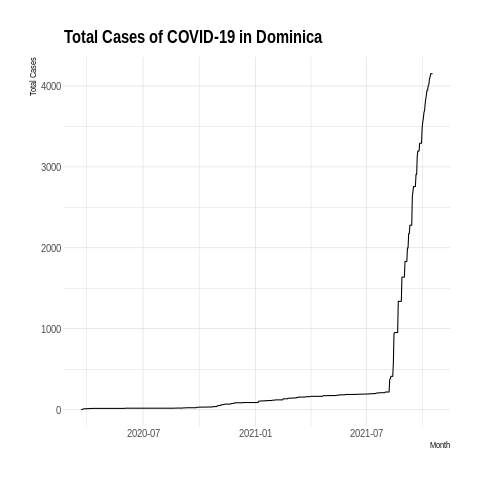 Total Cases of COVID-19 in Dominica
Total Cases
4000
3000
2000
1000
0
2020-07
2021-01
2021-07
Month